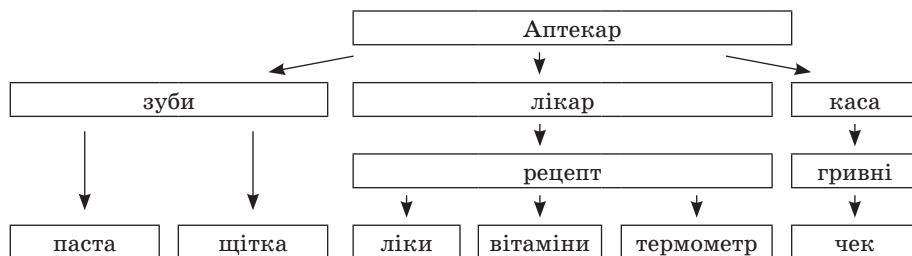 Аптекар
зуби лікар каса
рецепт гривні
паста щітка ліки вітаміни термометр чек